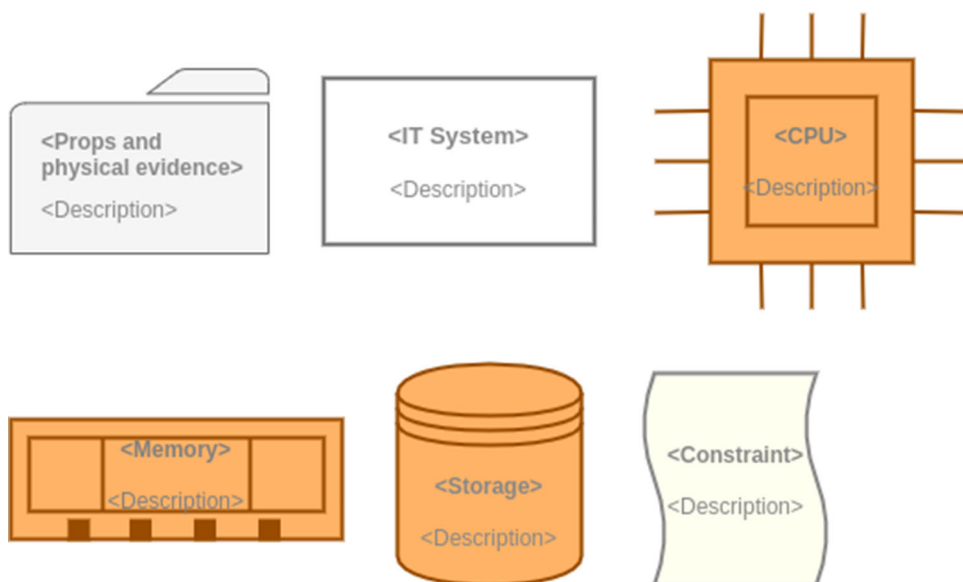 <Props and
physical evidence>
<Description>
<IT System>
<Description>
<CPU>
<Description>
<Memory>
<Description>
<Storage>
<Description>
<Constraint>
<Description>